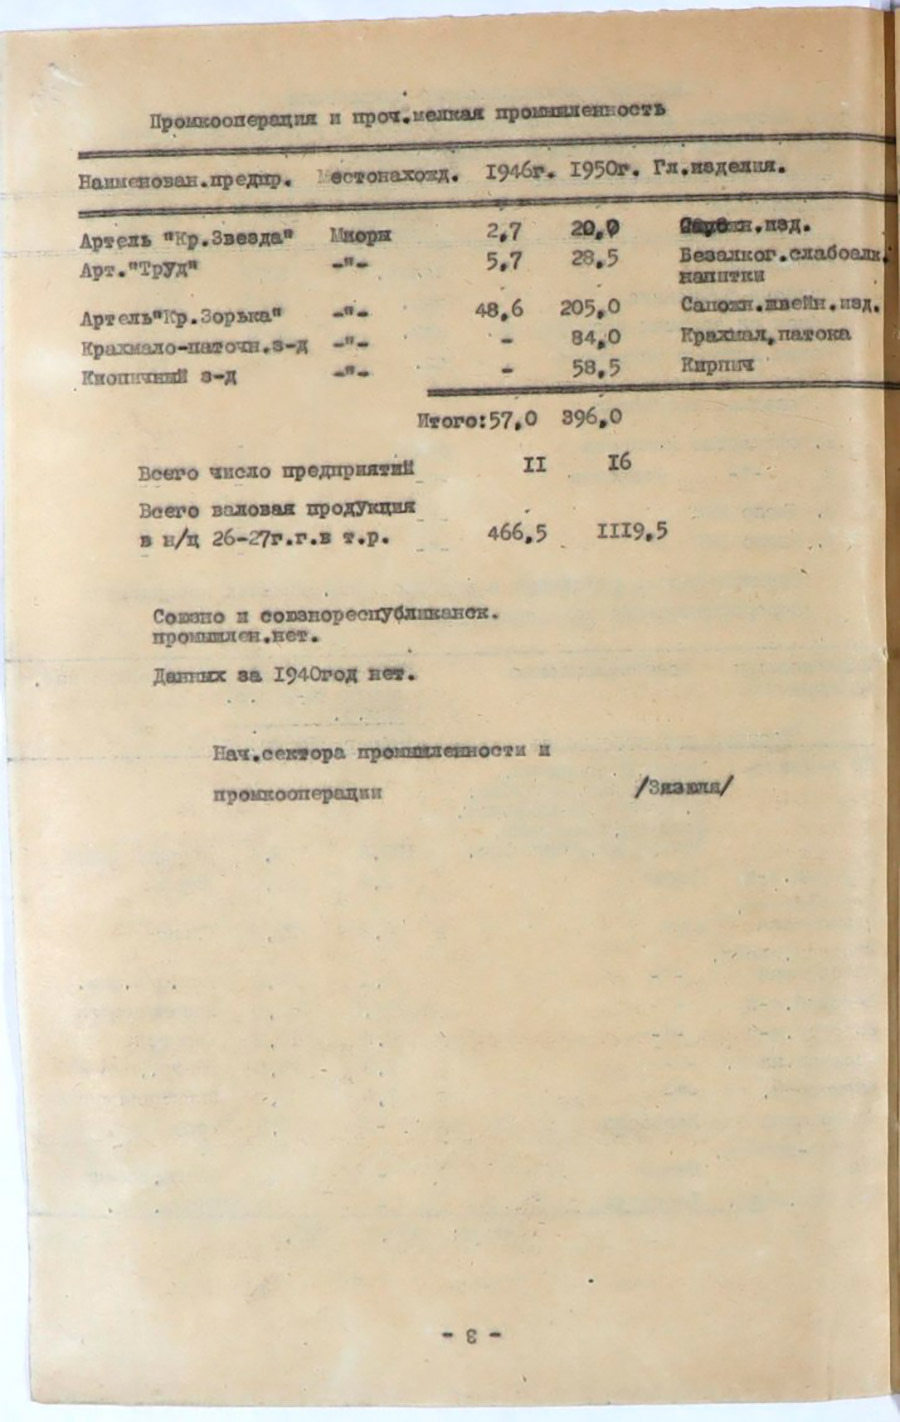 Промкооперация и проч.мелкая промышленность
Наименован.предпр. Местонахожд. 1946г. 1950г. Гл.изделия.
Артель "Кр.Звезда" Миоры 2,7 20,0 изд.
Арт."Труд" -"- 5,7 28,5 Безалког.слабоалк.
напитки
Артель"Кр.Зорька" -"- 48,6 205,0 Сапожн.швейн.изд.
Крахмало-паточн.з-д -"- - 84,0 Крахмал,патока
з-д -"- - 58,5 Кирпич
Итого:57,0 396,0
Всего число предприятий II I6
Всего валовая продукция
в н/ц 26-27г.г.в т.р. 466,5 III9,5
Союзно и союзнореспубликанск.
промышлен.нет.
Данных за 1940год нет.
Нач.сектора промышленности и
промкооперации /Зязюля/
- 3 -